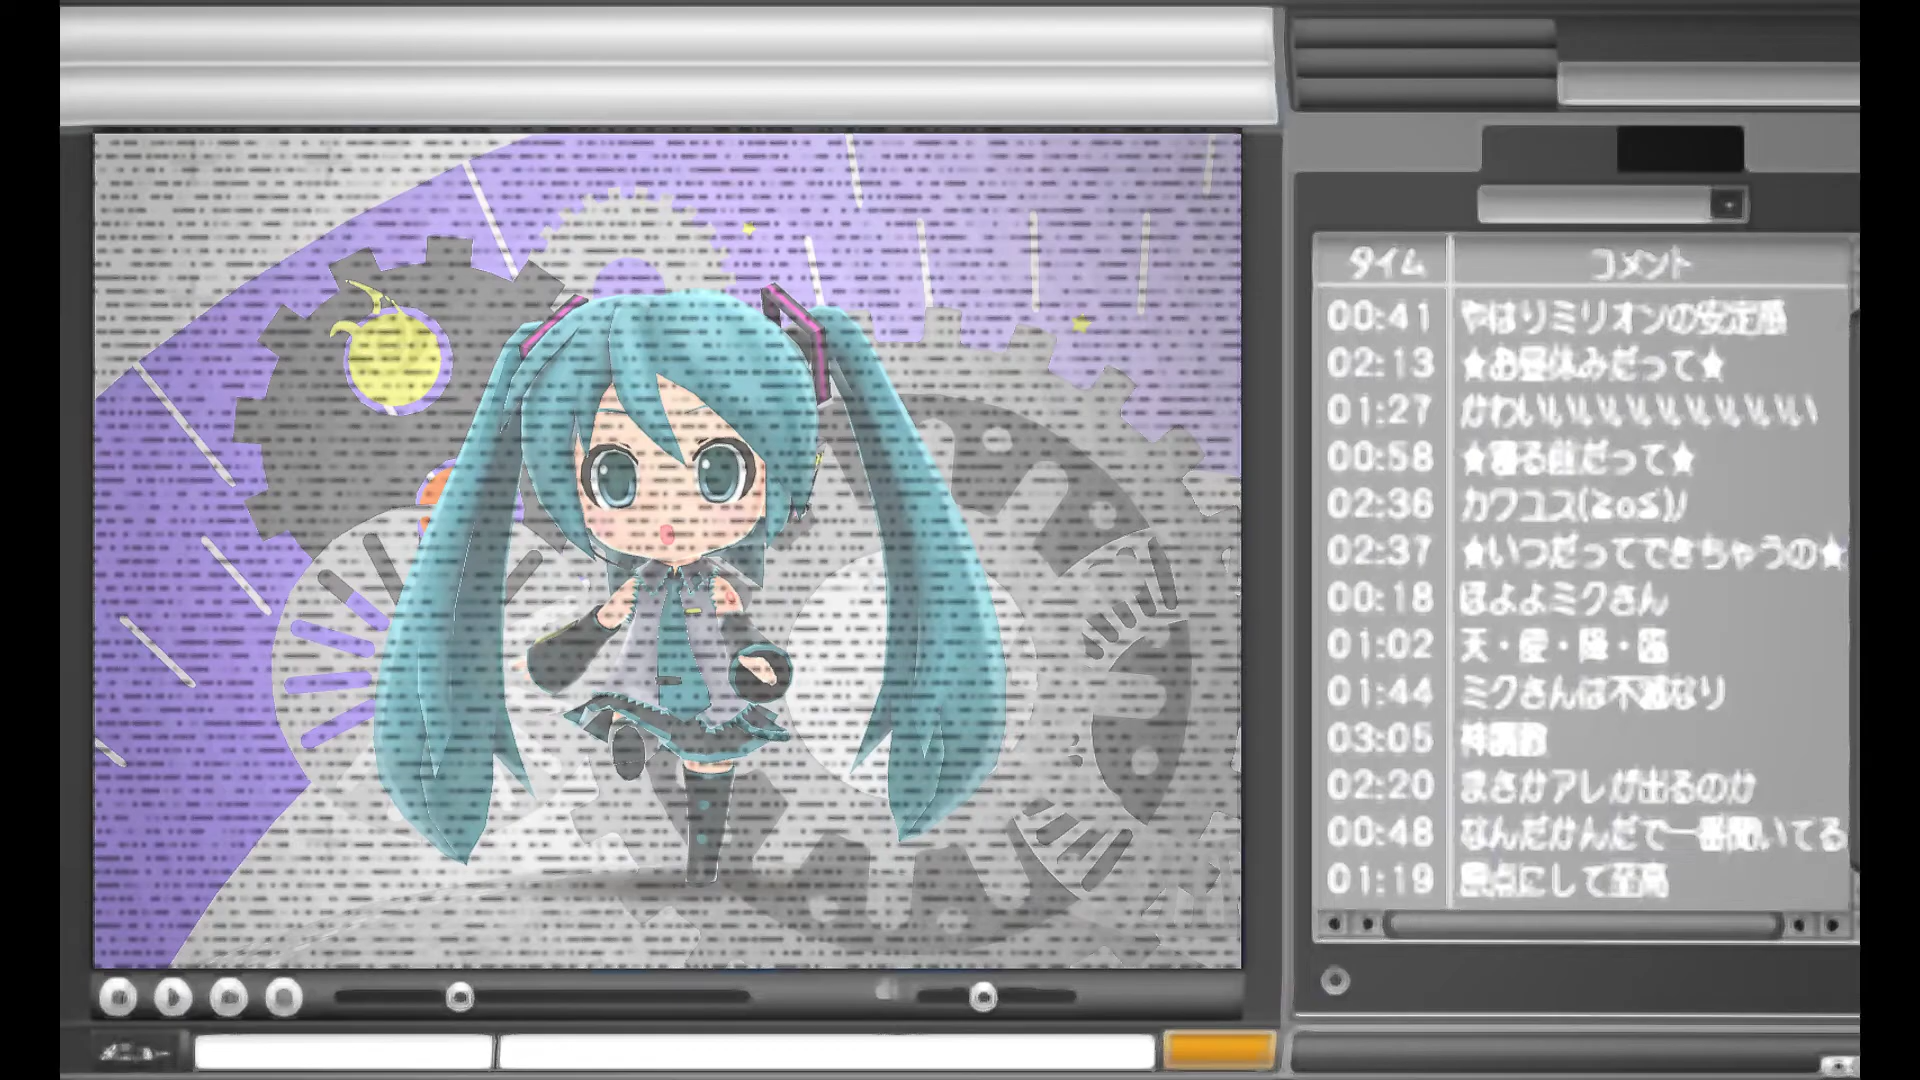 タイム コメント
00:41 やはりミリオンの安定感
02:13 ★お昼休みだって★
01:27 かわいいいいいいいいいい
00:58 ★寝る前だって★
02:36 カワユス(≧o≦)ﾉ
02:37 ★いつだってできちゃうの★
00:18 ほよよミクさん
01:02 天・使・降・臨
01:44 ミクさんは不滅なり
03:05 神
02:20 まさかアレが出るのか
00:48 なんだかんだで一番聞いてる
01:19 原点にして至高